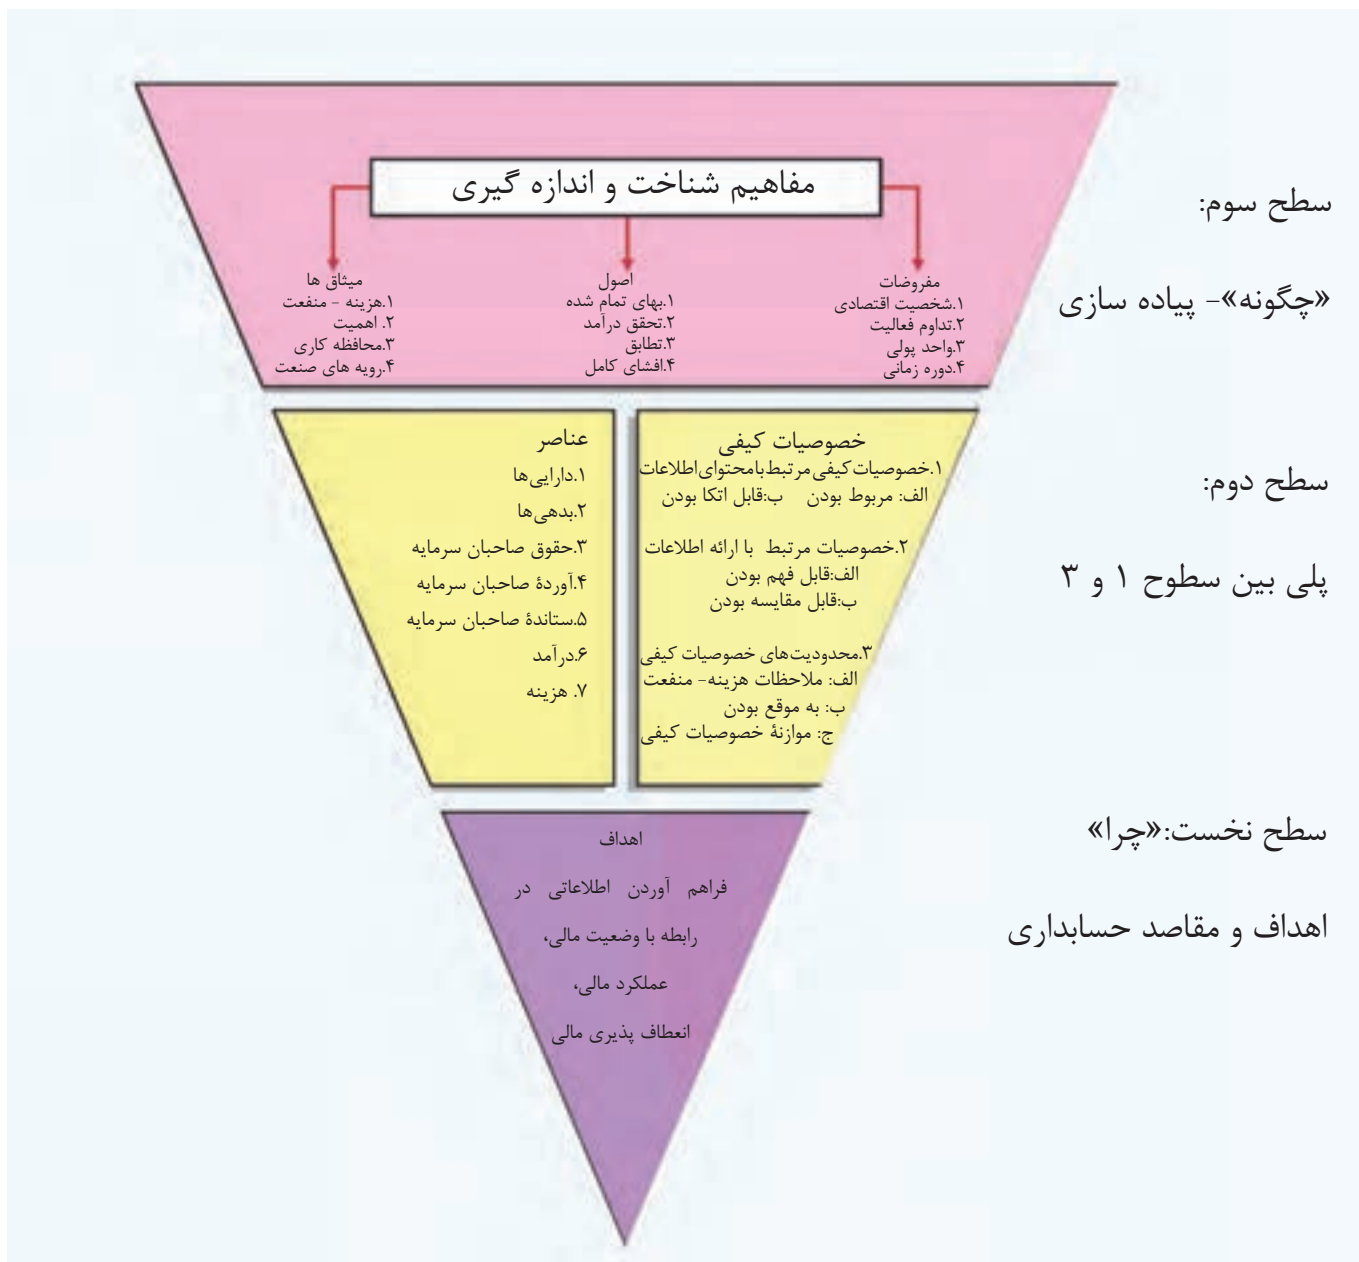 مفاهیم شناخت و اندازه گیری
سطح سوم:
«چگونه»- پیاده سازی
مفروضات
۱.شخصیت اقتصادی
۲.تداوم فعالیت
۳.واحد پولی
۴.دوره زمانی
اصول
۱.بهای تمام شده
۲.تحقق درآمد
۳.تطابق
۴.افشای کامل
میثاق ها
۱.هزینه - منفعت
۲. اهمیت
۳.محافظه کاری
۴.رویه های صنعت
سطح دوم:
پلی بین سطوح ۱ و ۳
خصوصیات کیفی
۱.خصوصیات کیفی مرتبط با محتوای اطلاعات
الف: مربوط بودن ب:قابل اتکا بودن
۲.خصوصیات مرتبط با ارائه اطلاعات
الف:قابل فهم بودن
ب:قابل مقایسه بودن
۳.محدودیت‌های خصوصیات کیفی
الف: ملاحظات هزینه- منفعت
ب: به موقع بودن
ج: موازنۀ خصوصیات کیفی
عناصر
۱.دارایی‌ها
۲.بدهی‌ها
۳.حقوق صاحبان سرمایه
۴.آوردۀ صاحبان سرمایه
۵.ستاندۀ صاحبان سرمایه
۶.درآمد
۷. هزینه
سطح نخست:«چرا»
اهداف و مقاصد حسابداری
اهداف
فراهم آوردن اطلاعاتی در
رابطه با وضعیت مالی،
عملکرد مالی،
انعطاف پذیری مالی